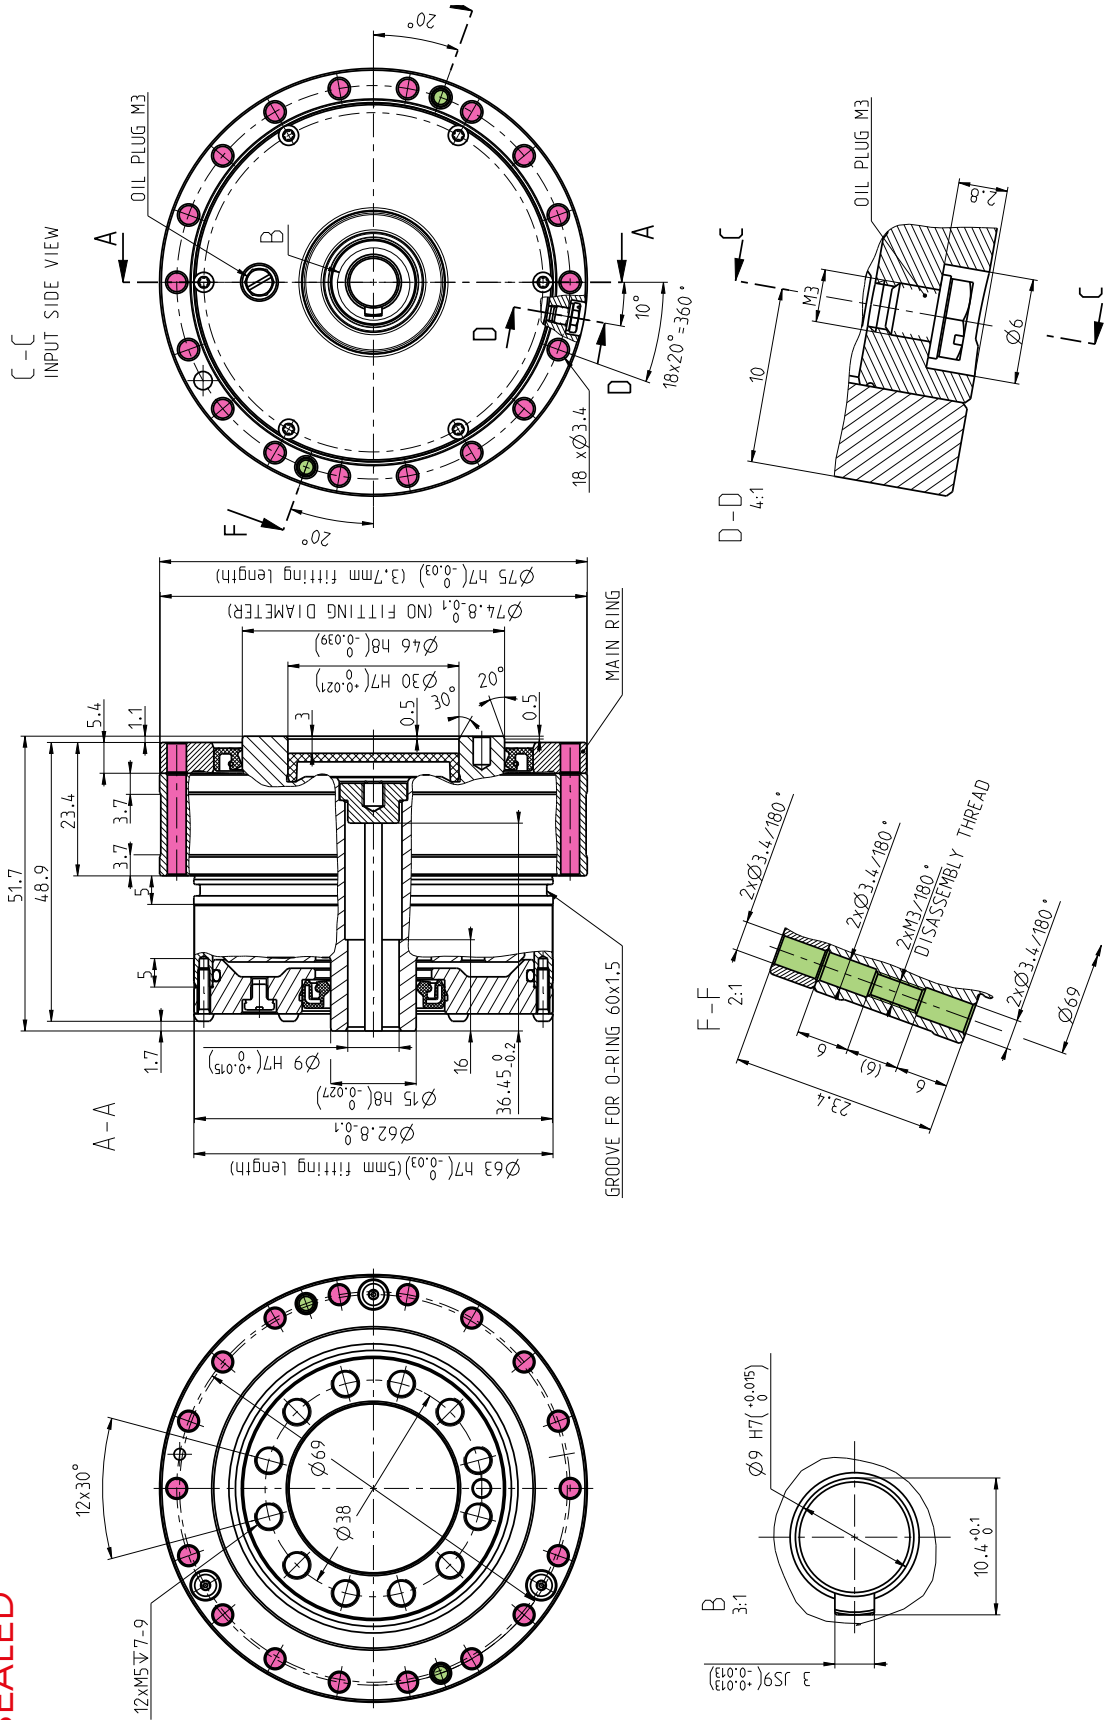 SEALED
C-C
INPUT SIDE VIEW
OIL PLUG M3
A
B
A
D
D
F
20°
20°
10°
18x20°=360°
18 xØ3.4
A-A
51.7
48.9
23.4
5.4
1.1
3.7
3.7
5
5
1.7
3
0.5
0.5
30°
20°
16
36.45 0 -0.2
Ø75 h7( 0 -0.03) (3.7mm fitting length)
Ø74.8 0 -0.1 (NO FITTING DIAMETER)
Ø46 h8( 0 -0.039)
Ø30 H7(+0.021 0)
Ø9 H7(+0.015 0)
Ø15 h8( 0 -0.027)
Ø62.8 0 -0.1
Ø63 h7( 0 -0.03)(5mm fitting length)
MAIN RING
GROOVE FOR O-RING 60x1.5
12x30°
12xM5↧7-9
Ø69
Ø38
D-D
4:1
OIL PLUG M3
C
C
M3
10
2.8
Ø6
F-F
2:1
2xØ3.4/180°
2xØ3.4/180°
2xM3/180°
DISASSEMBLY THREAD
2xØ3.4/180°
Ø69
6
(6)
6
23.4
B
3:1
Ø9 H7(+0.015 0)
10.4 +0.1 0
3 JS9(+0.013 -0.013)